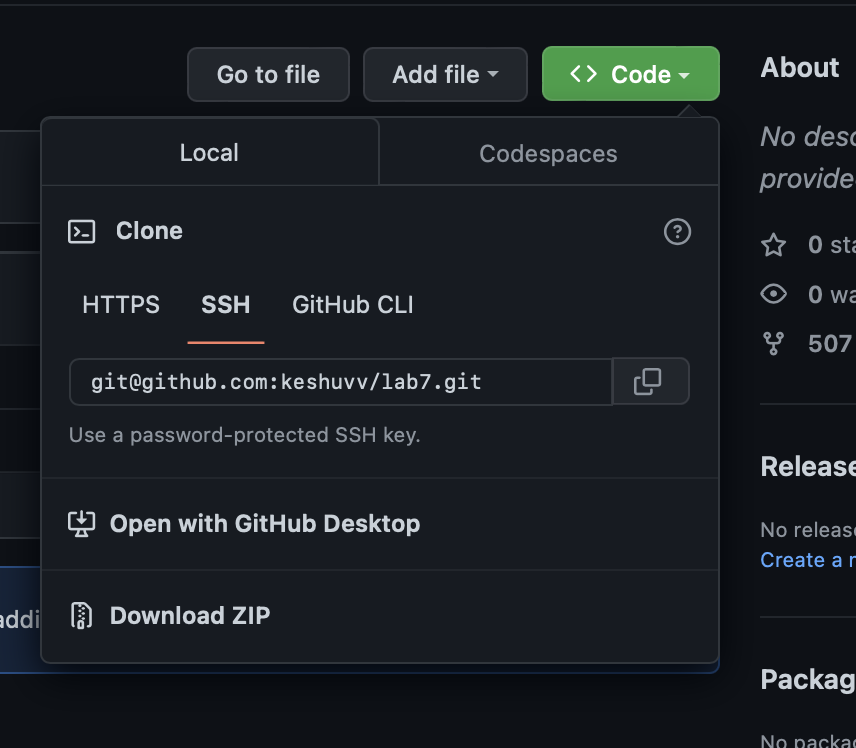 Go to file
Add file
Code
Local
Codespaces
Clone
HTTPS
SSH
GitHub CLI
git@github.com:keshuvv/lab7.git
Use a password-protected SSH key.
Open with GitHub Desktop
Download ZIP
addi
About
No desc
provide
0 sta
0 wa
507
Release
No release
Create a n
Packag
No packa